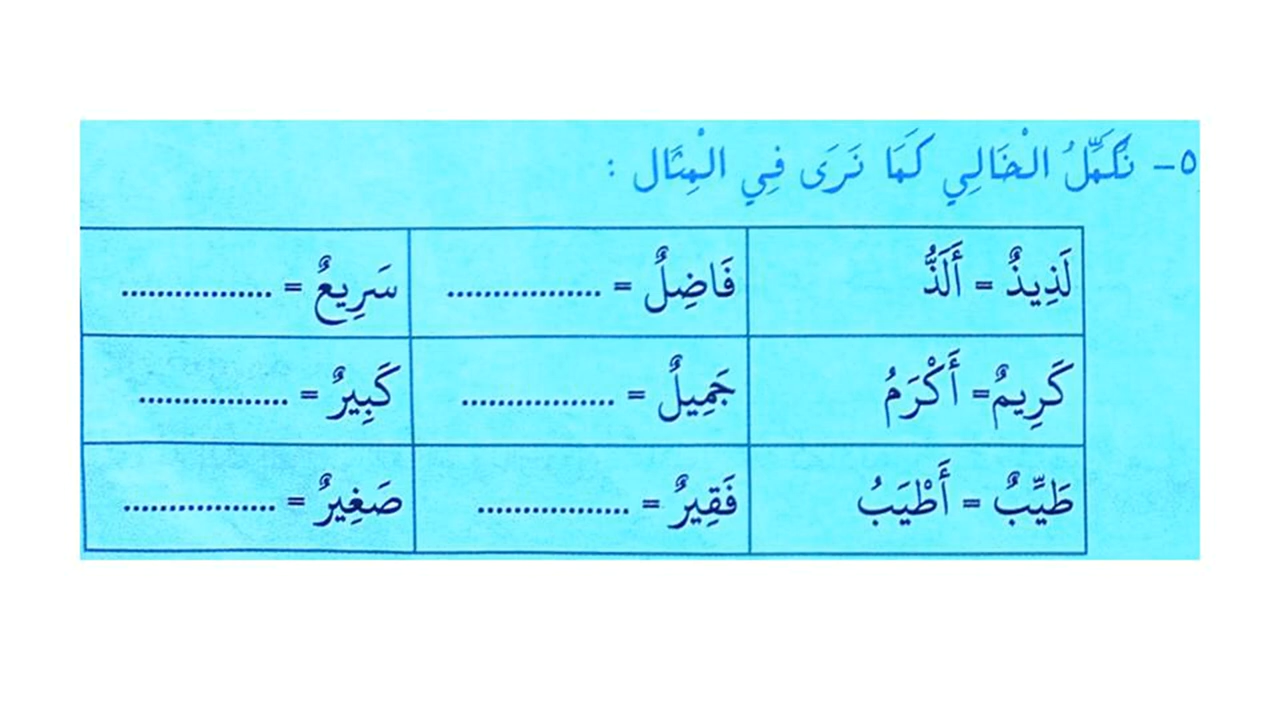 ٥- نُكَمِّلُ الْخَالِي كَمَا نَرَى فِي الْمِثَال :
لَذِيذٌ = أَلَذُّ فَاضِلٌ = ................. سَرِيعٌ = .................
كَرِيمٌ= أَكْرَمُ جَمِيلٌ = ................. كَبِيرٌ = .................
طَيِّبٌ = أَطْيَبُ فَقِيرٌ = ................. صَغِيرٌ = .................